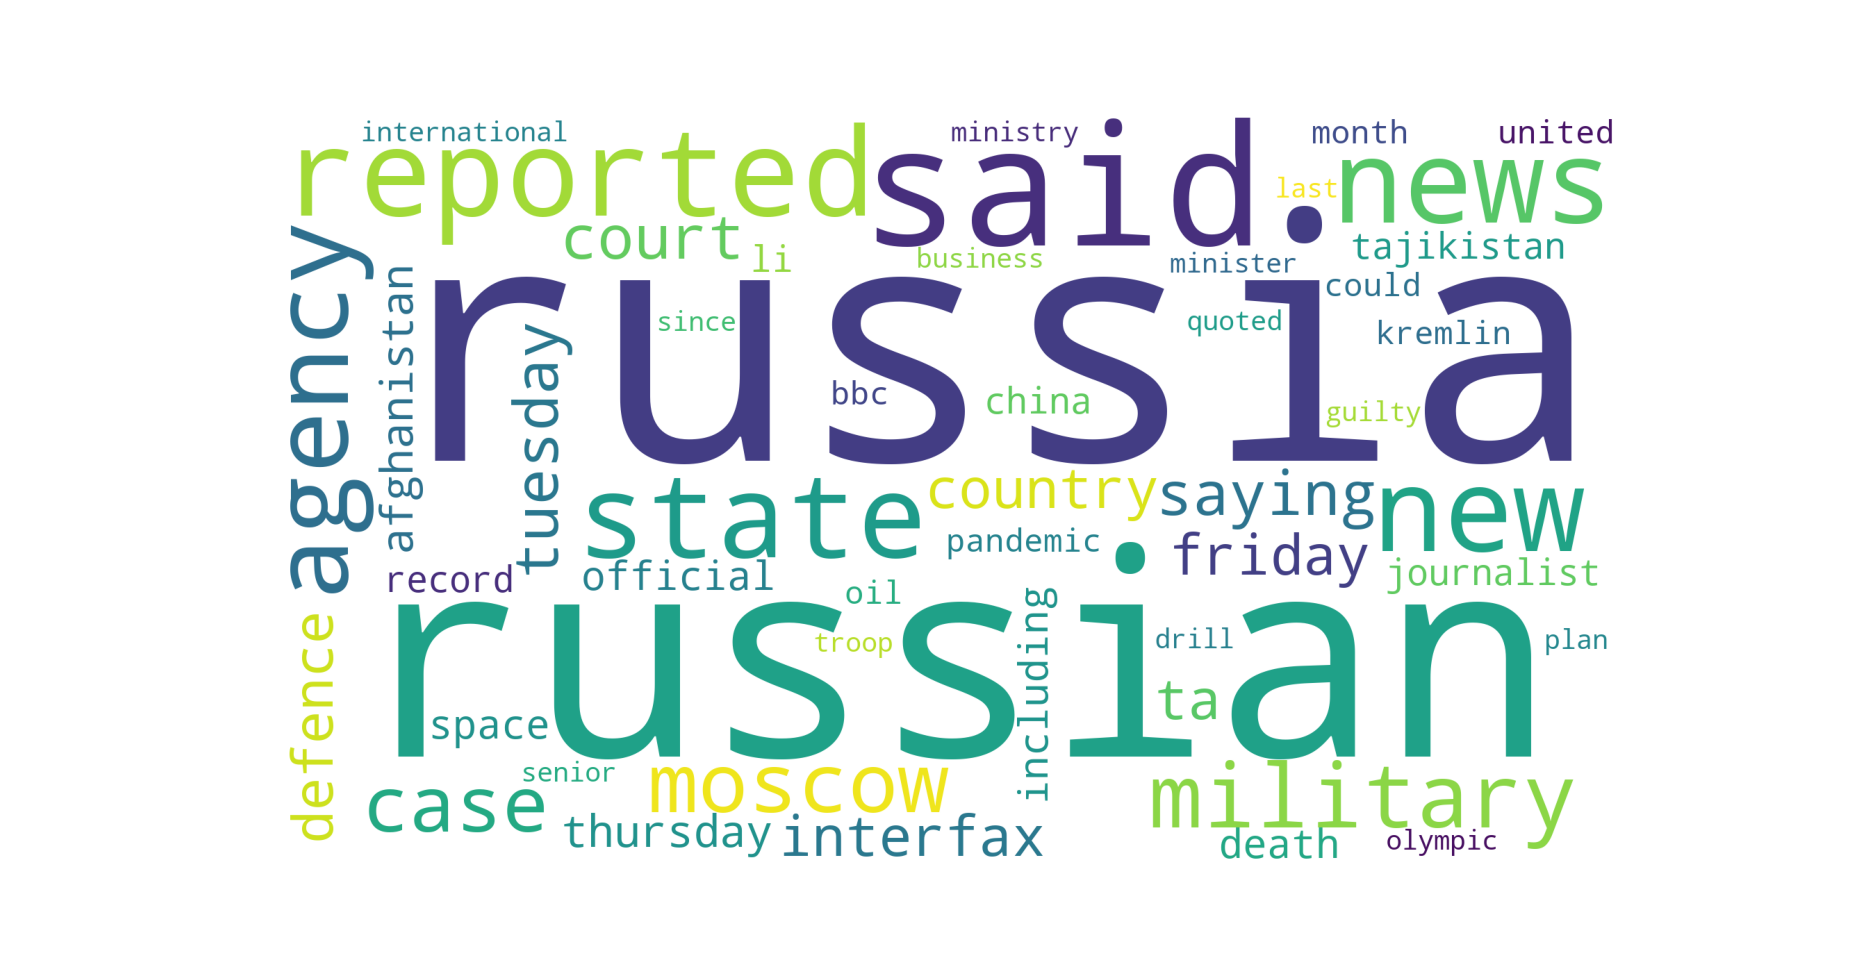 international
ministry
month
united
reported
said
news
last
court
li
business
minister
tajikistan
could
agency
afghanistan
tuesday
russia
since
quoted
kremlin
bbc
china
guilty
state
country
saying
new
pandemic
friday
journalist
record
official
oil
including
russian
troop
drill
plan
defence
space
ta
case
senior
moscow
military
thursday
interfax
death
olympic